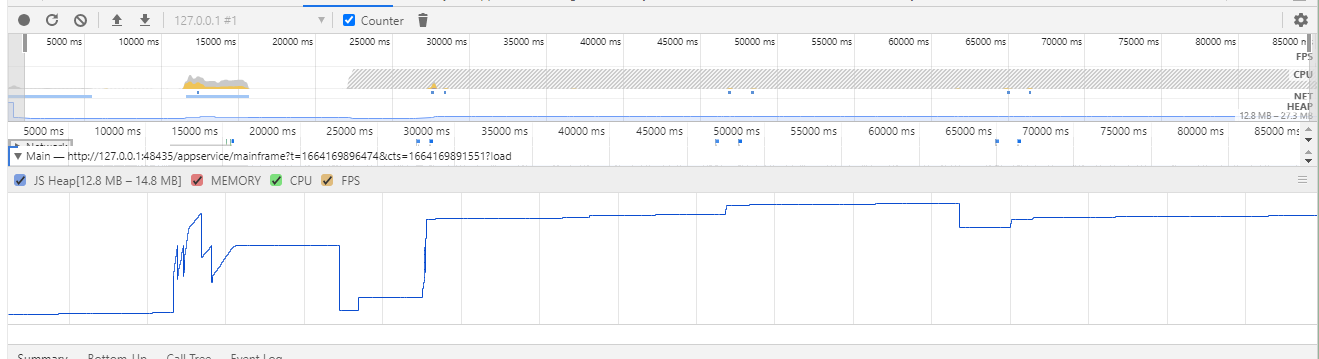 127.0.0.1 #1 Counter
5000 ms 10000 ms 15000 ms 20000 ms 25000 ms 30000 ms 35000 ms 40000 ms 45000 ms 50000 ms 55000 ms 60000 ms 65000 ms 70000 ms 75000 ms 80000 ms 85000
FPS
CPU
NET
HEAP
12.8 MB – 27.3 MB
5000 ms 10000 ms 15000 ms 20000 ms 25000 ms 30000 ms 35000 ms 40000 ms 45000 ms 50000 ms 55000 ms 60000 ms 65000 ms 70000 ms 75000 ms 80000 ms 85000 ms
Network
Main — http://127.0.0.1:48435/appservice/mainframe?t=1664169896474&cts=1664169891551?load
JS Heap[12.8 MB – 14.8 MB] MEMORY CPU FPS
Summary Bottom-Up Call Tree Event Log